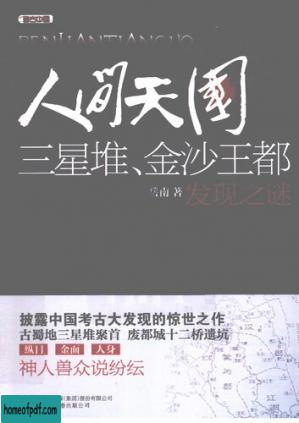 RENJIANTIANGUO
人间天國
三星堆、金沙王都
岳南 著 发现之谜
披露中国考古大发现的惊世之作
古蜀地三星堆聚首 废都城十二桥遗坑
纵目 金面 人身
神人兽众说纷纭
homeofpdf.com